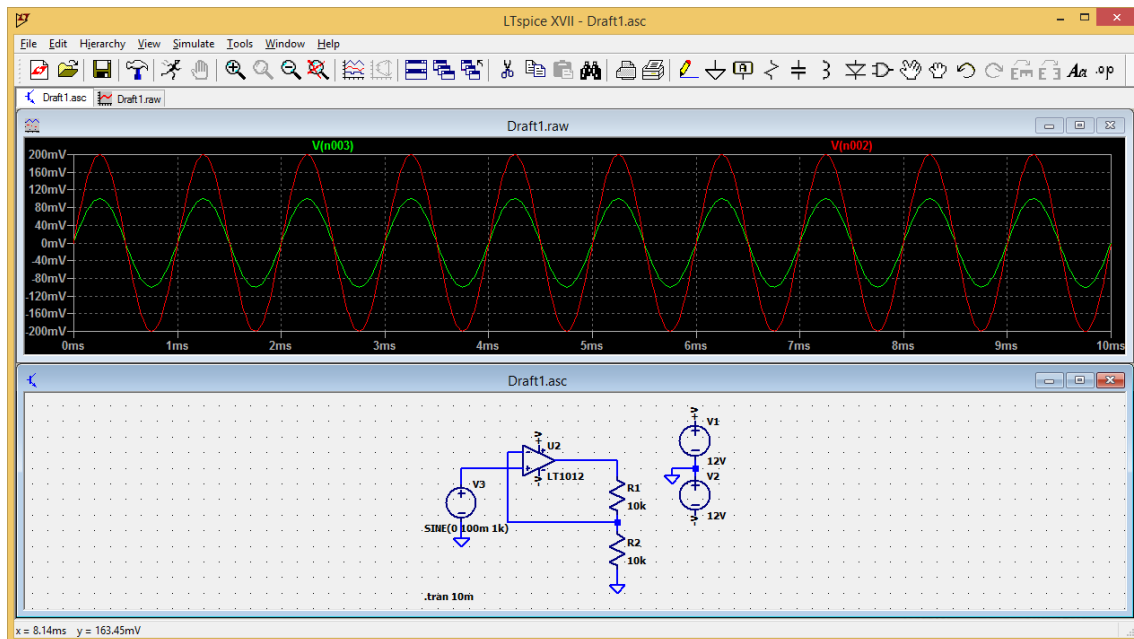 LTspice XVII - Draft1.asc
File Edit Hierarchy View Simulate Tools Window Help
Draft1.asc Draft1.raw
Draft1.raw
V(n003) V(n002)
200mV
160mV
120mV
80mV
40mV
0mV
-40mV
-80mV
-120mV
-160mV
-200mV
0ms 1ms 2ms 3ms 4ms 5ms 6ms 7ms 8ms 9ms 10ms
Draft1.asc
+V
U2
LT1012
-V
V3
SINE(0 100m 1k)
R1
10k
R2
10k
+V
V1
12V
V2
12V
-V
.tran 10m
x = 8.14ms y = 163.45mV